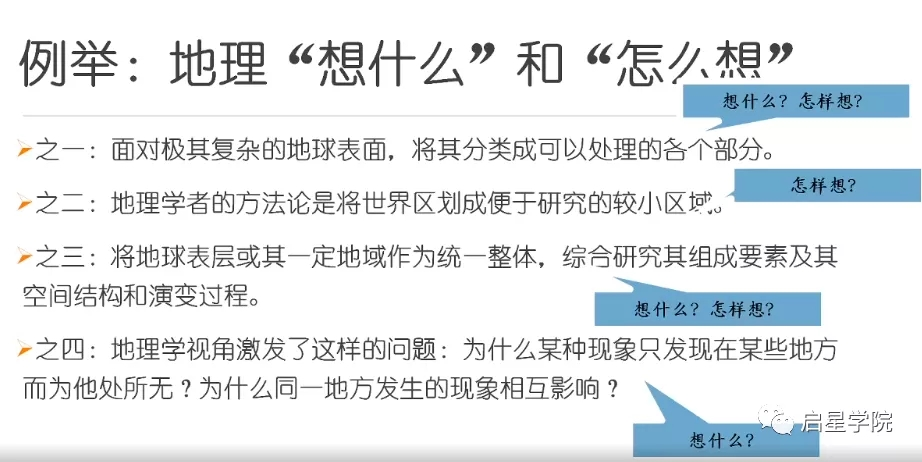 例举：地理“想什么”和“怎么想”
想什么？怎样想？
➢之一：面对极其复杂的地球表面，将其分类成可以处理的各个部分。
怎样想？
➢之二：地理学者的方法论是将世界区划成便于研究的较小区域。
➢之三：将地球表层或其一定地域作为统一整体，综合研究其组成要素及其
空间结构和演变过程。
想什么？怎样想？
➢之四：地理学视角激发了这样的问题：为什么某种现象只发现在某些地方
而为他处所无？为什么同一地方发生的现象相互影响？
想什么？
启星学院